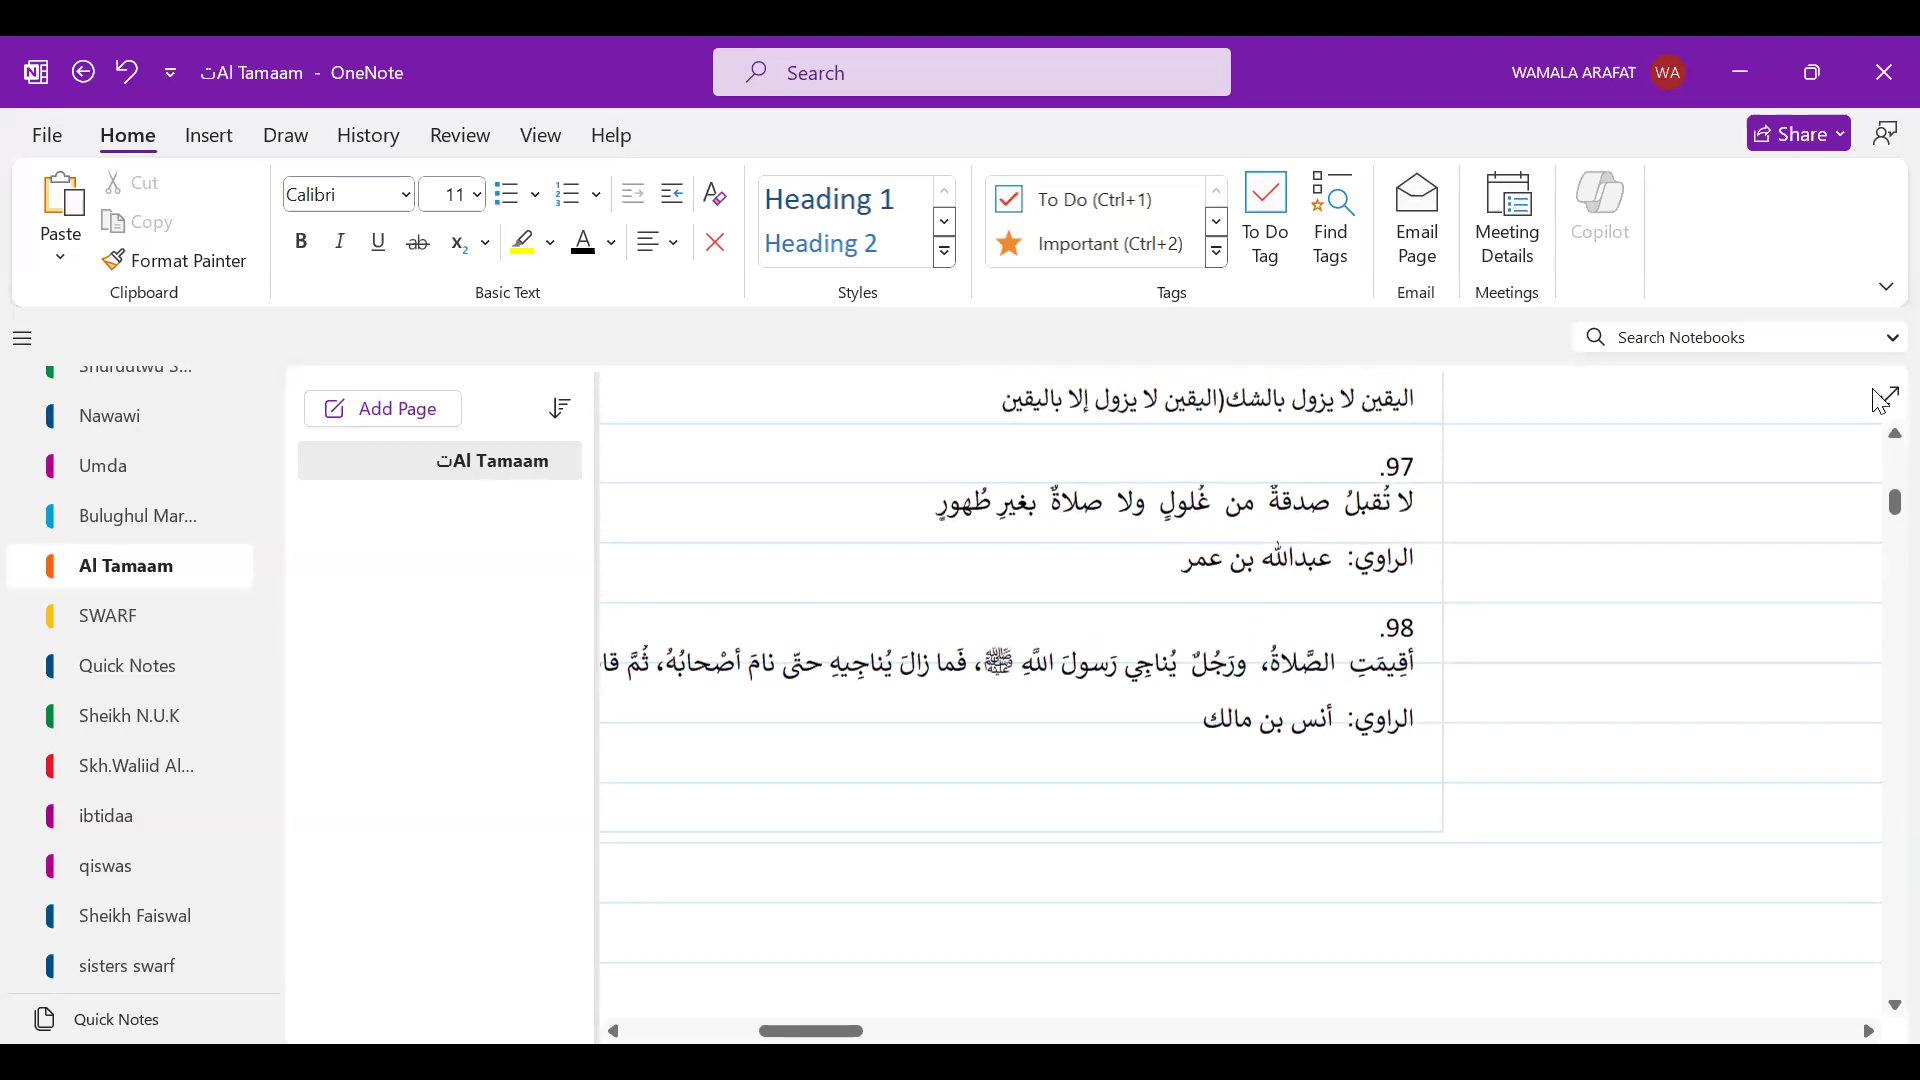 تAl Tamaam - OneNote
Search
WAMALA ARAFAT WA
File Home Insert Draw History Review View Help
Share
Paste
Cut
Copy
Format Painter
Clipboard
Calibri 11
Basic Text
Heading 1
Heading 2
Styles
To Do (Ctrl+1)
Important (Ctrl+2)
To Do Tag
Find Tags
Tags
Email Page
Email
Meeting Details
Meetings
Copilot
Search Notebooks
Nawawi
Umda
Bulughul Mar...
Al Tamaam
SWARF
Quick Notes
Sheikh N.U.K
Skh.Waliid Al...
ibtidaa
qiswas
Sheikh Faiswal
sisters swarf
Quick Notes
Add Page
تAl Tamaam
اليقين لا يزول بالشك(اليقين لا يزول إلا باليقين
.97
لا تُقبلُ صدقةٌ من غُلولٍ ولا صلاةٌ بغيرِ طُهورٍ
الراوي: عبدالله بن عمر
.98
أُقِيمَتِ الصَّلاةُ، ورَجُلٌ يُناجِي رَسولَ اللَّهِ ﷺ، فَما زالَ يُناجِيهِ حتّى نامَ أصْحابُهُ، ثُمَّ
الراوي: أنس بن مالك